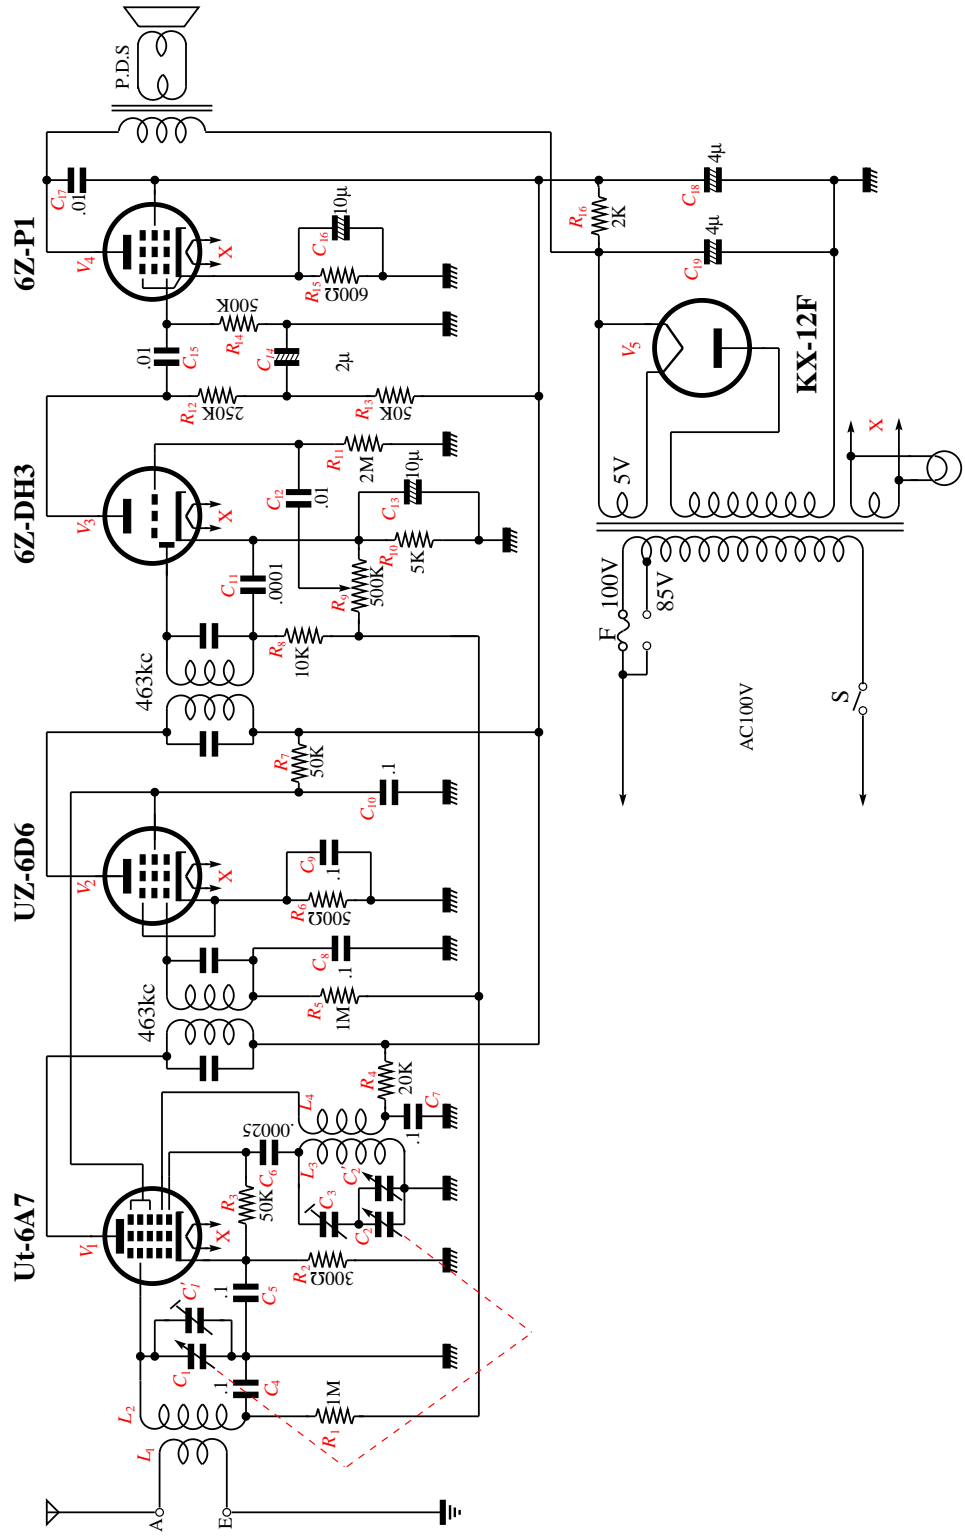 Ut-6A7
UZ-6D6
6Z-DH3
6Z-P1
KX-12F
A
E
L1
L2
C1
C'1
C4
.1
R1
1M
V1
X
C5
.1
R2
300Ω
R3
50K
C6
.00025
L3
L4
C3
C2
C'2
R4
20K
C7
.1
463kc
R5
1M
C8
.1
V2
X
R6
500Ω
C9
.1
C10
.1
R7
50K
463kc
R8
10K
C11
.0001
R9
500K
V3
X
C12
.01
R10
5K
C13
10μ
R11
2M
R12
250K
R13
50K
C14
2μ
C15
.01
R14
500K
V4
X
R15
600Ω
C16
10μ
C17
.01
P.D.S
R16
2K
C18
4μ
C19
4μ
V5
5V
X
F
100V
85V
AC100V
S